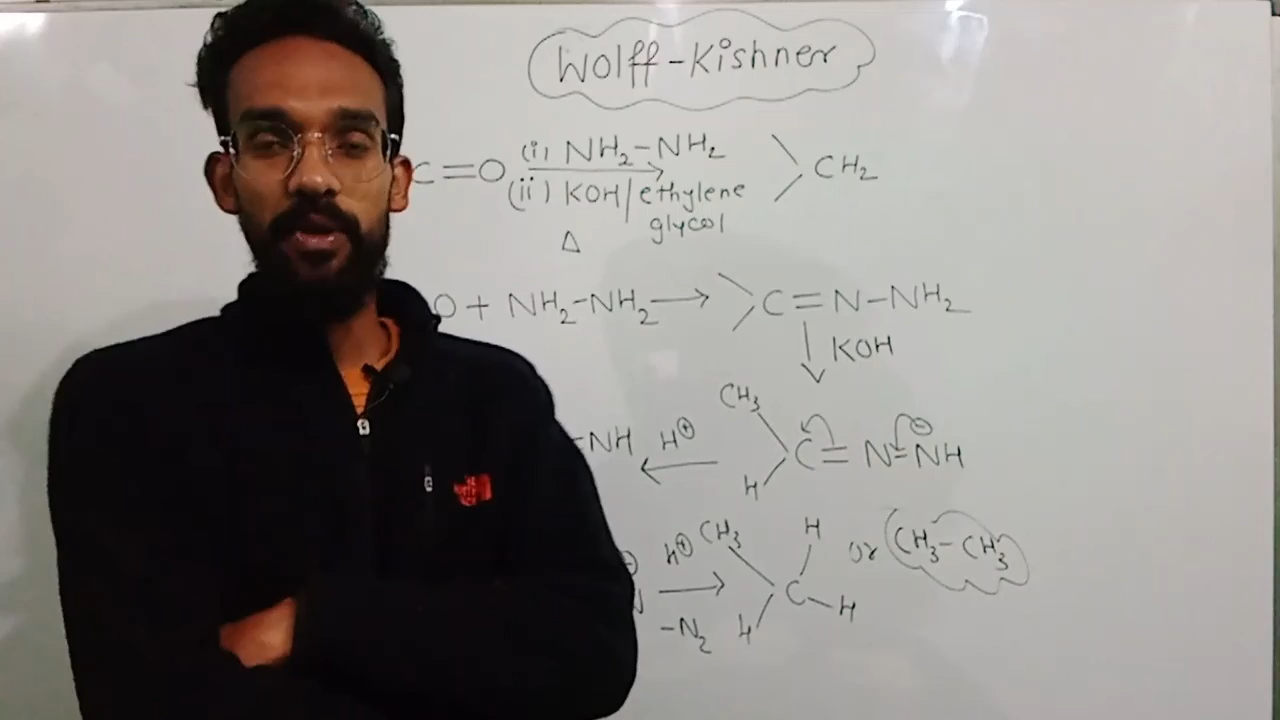 Wolff-Kishner
C=O (i) NH2-NH2 CH2
(ii) KOH/ethylene
glycol
Δ
O + NH2-NH2 → C=N-NH2
↓ KOH
CH3
-NH H⊕ ← C=N=NH ⊖
H
CH3 H or CH3-CH3
N H⊕ → C-H
-N2 H